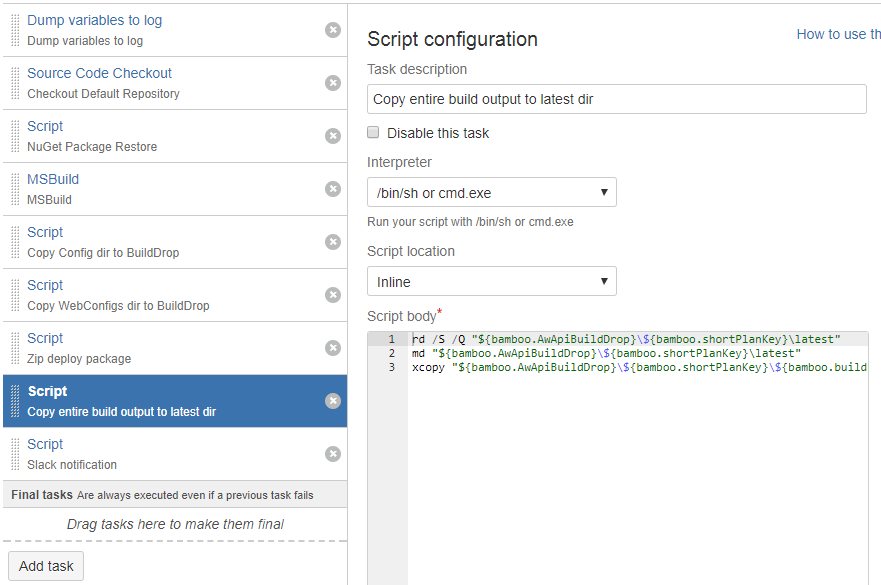 Dump variables to log
Dump variables to log
Source Code Checkout
Checkout Default Repository
Script
NuGet Package Restore
MSBuild
MSBuild
Script
Copy Config dir to BuildDrop
Script
Copy WebConfigs dir to BuildDrop
Script
Zip deploy package
Script
Copy entire build output to latest dir
Script
Slack notification
Final tasks Are always executed even if a previous task fails
Drag tasks here to make them final
Add task
Script configuration
How to use th
Task description
Copy entire build output to latest dir
Disable this task
Interpreter
/bin/sh or cmd.exe
Run your script with /bin/sh or cmd.exe
Script location
Inline
Script body*
1 rd /S /Q "${bamboo.AwApiBuildDrop}\${bamboo.shortPlanKey}\latest"
2 md "${bamboo.AwApiBuildDrop}\${bamboo.shortPlanKey}\latest"
3 xcopy "${bamboo.AwApiBuildDrop}\${bamboo.shortPlanKey}\${bamboo.build